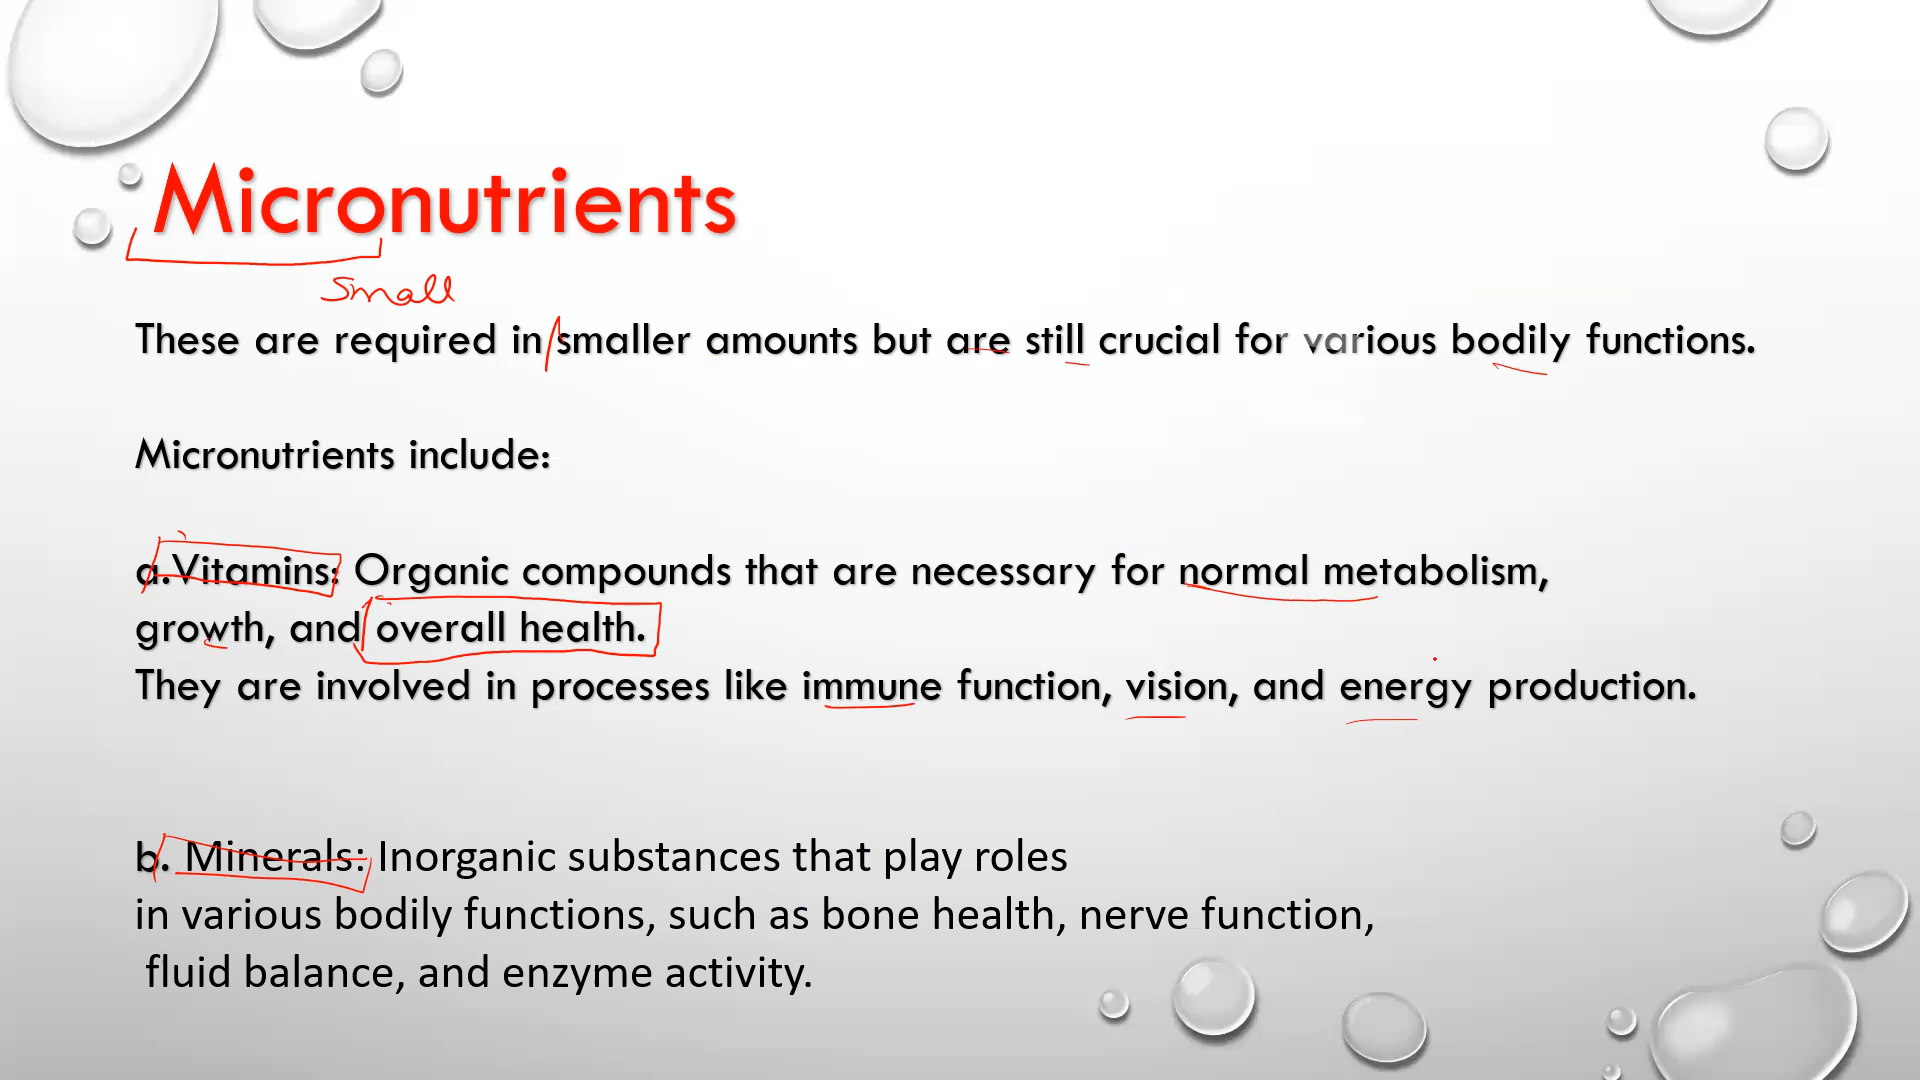 Micronutrients
Small
These are required in smaller amounts but are still crucial for various bodily functions.
Micronutrients include:
a.Vitamins: Organic compounds that are necessary for normal metabolism,
growth, and overall health.
They are involved in processes like immune function, vision, and energy production.
b. Minerals: Inorganic substances that play roles
in various bodily functions, such as bone health, nerve function,
fluid balance, and enzyme activity.